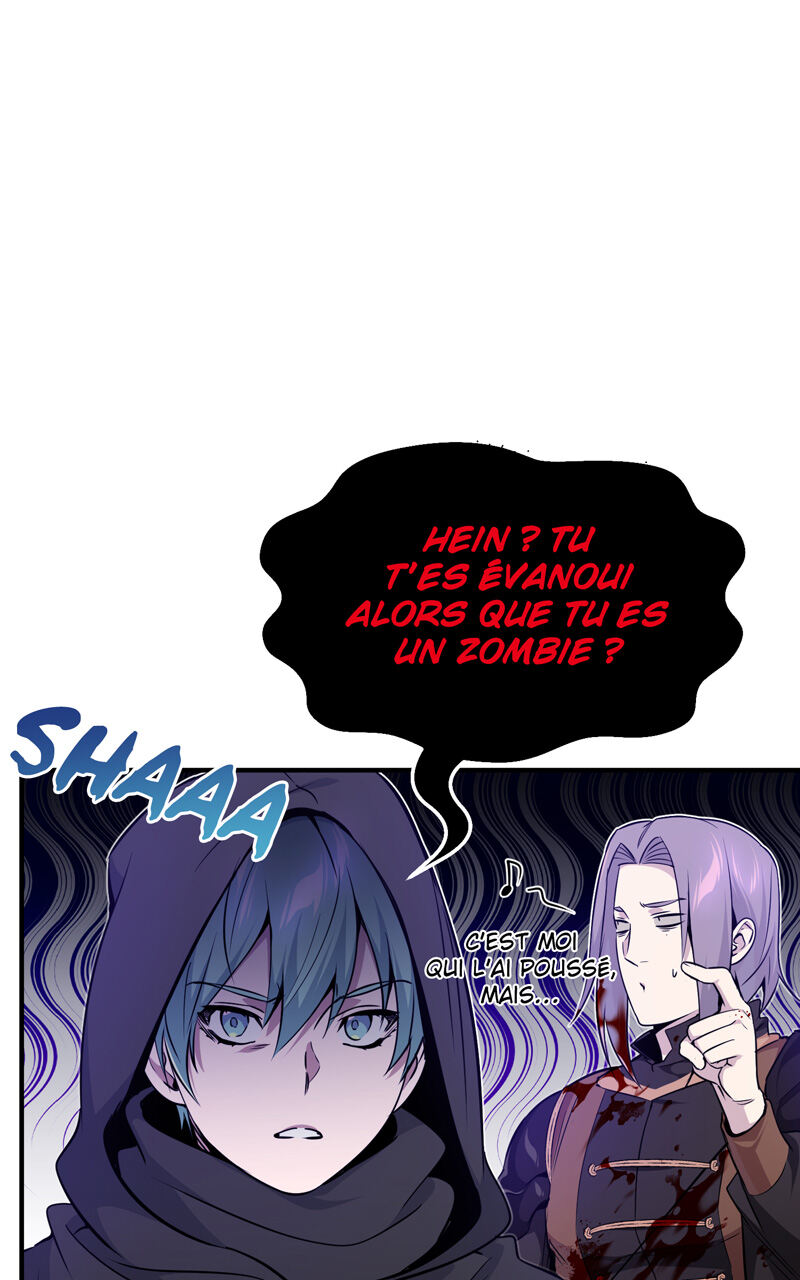 HEIN ? TU
T'ES ÉVANOUI
ALORS QUE TU ES
UN ZOMBIE ?
SHAAA
C'EST MOI
QUI L'AI POUSSÉ,
MAIS...